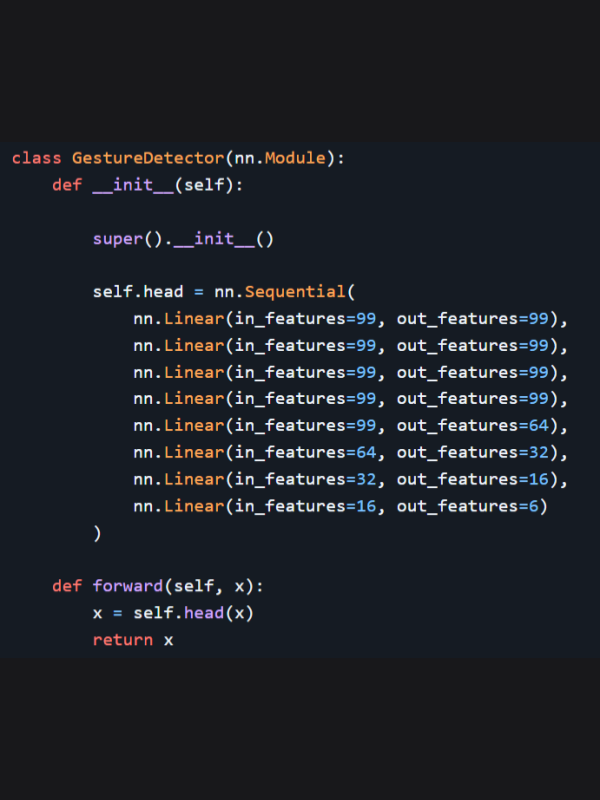 class GestureDetector(nn.Module):
    def __init__(self):
        super().__init__()
        self.head = nn.Sequential(
            nn.Linear(in_features=99, out_features=99),
            nn.Linear(in_features=99, out_features=99),
            nn.Linear(in_features=99, out_features=99),
            nn.Linear(in_features=99, out_features=99),
            nn.Linear(in_features=99, out_features=64),
            nn.Linear(in_features=64, out_features=32),
            nn.Linear(in_features=32, out_features=16),
            nn.Linear(in_features=16, out_features=6)
        )
    def forward(self, x):
        x = self.head(x)
        return x